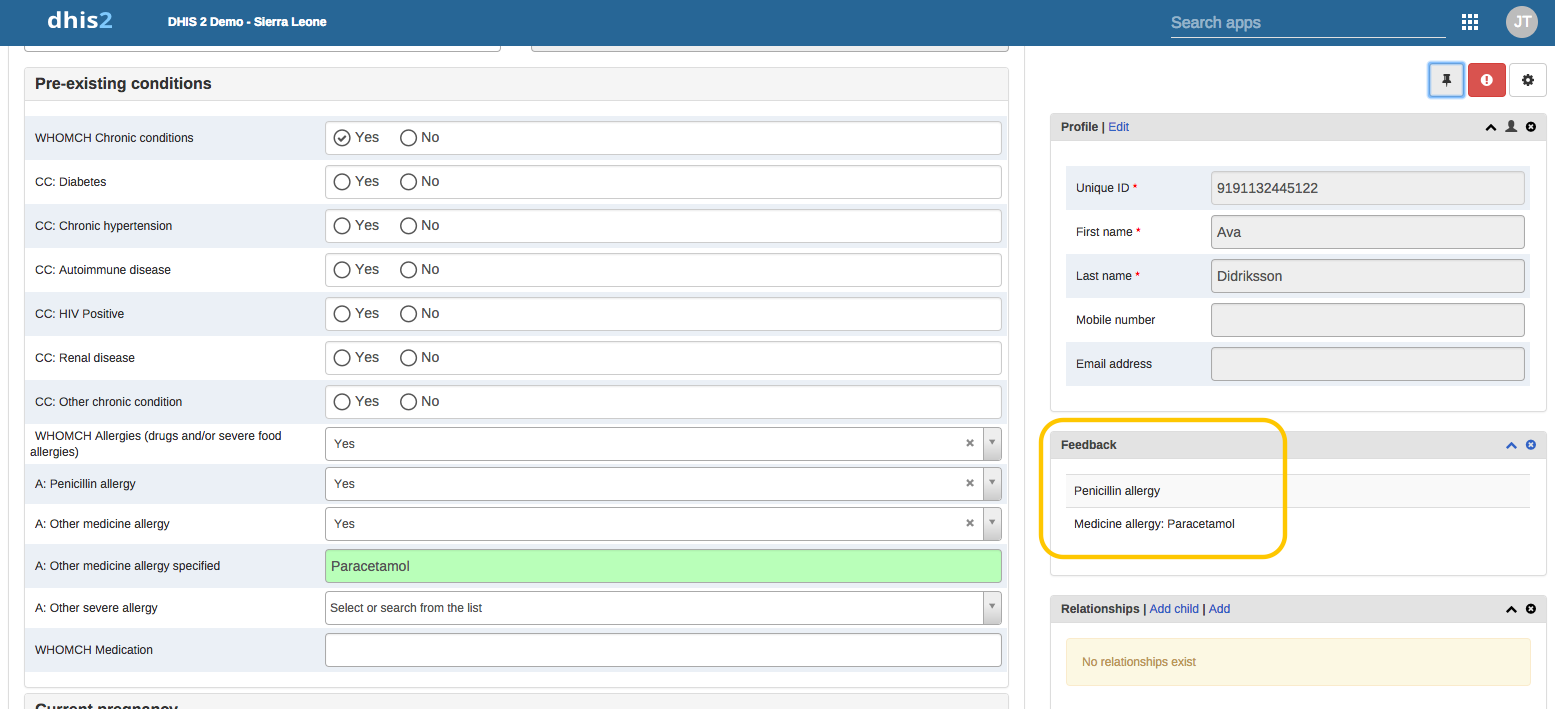 dhis2
DHIS 2 Demo - Sierra Leone
Search apps
JT
Pre-existing conditions
WHOMCH Chronic conditions
Yes No
CC: Diabetes
Yes No
CC: Chronic hypertension
Yes No
CC: Autoimmune disease
Yes No
CC: HIV Positive
Yes No
CC: Renal disease
Yes No
CC: Other chronic condition
Yes No
WHOMCH Allergies (drugs and/or severe food
allergies)
Yes
A: Penicillin allergy
Yes
A: Other medicine allergy
Yes
A: Other medicine allergy specified
Paracetamol
A: Other severe allergy
Select or search from the list
WHOMCH Medication
Current pregnancy
Profile | Edit
Unique ID *
9191132445122
First name *
Ava
Last name *
Didriksson
Mobile number
Email address
Feedback
Penicillin allergy
Medicine allergy: Paracetamol
Relationships | Add child | Add
No relationships exist